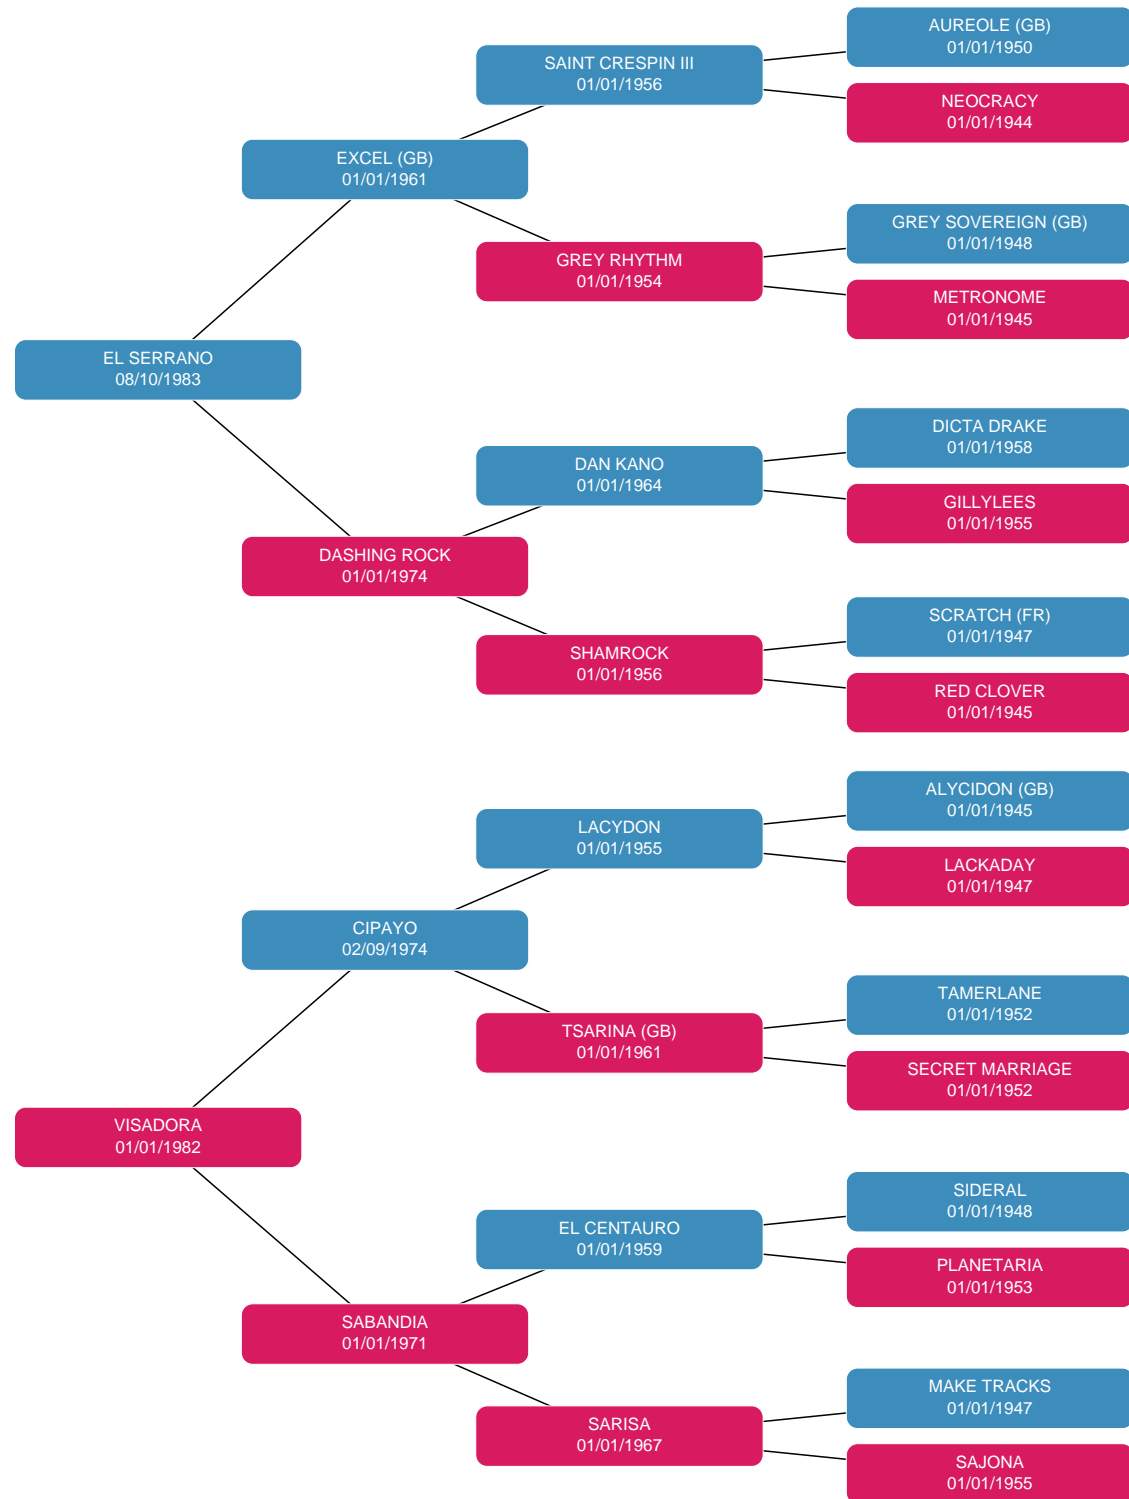 AUREOLE (GB)
01/01/1950
SAINT CRESPIN III
01/01/1956
NEOCRACY
01/01/1944
EXCEL (GB)
01/01/1961
GREY SOVEREIGN (GB)
01/01/1948
GREY RHYTHM
01/01/1954
METRONOME
01/01/1945
EL SERRANO
08/10/1983
DICTA DRAKE
01/01/1958
DAN KANO
01/01/1964
GILLYLEES
01/01/1955
DASHING ROCK
01/01/1974
SCRATCH (FR)
01/01/1947
SHAMROCK
01/01/1956
RED CLOVER
01/01/1945
ALYCIDON (GB)
01/01/1945
LACYDON
01/01/1955
LACKADAY
01/01/1947
CIPAYO
02/09/1974
TAMERLANE
01/01/1952
TSARINA (GB)
01/01/1961
SECRET MARRIAGE
01/01/1952
VISADORA
01/01/1982
SIDERAL
01/01/1948
EL CENTAURO
01/01/1959
PLANETARIA
01/01/1953
SABANDIA
01/01/1971
MAKE TRACKS
01/01/1947
SARISA
01/01/1967
SAJONA
01/01/1955